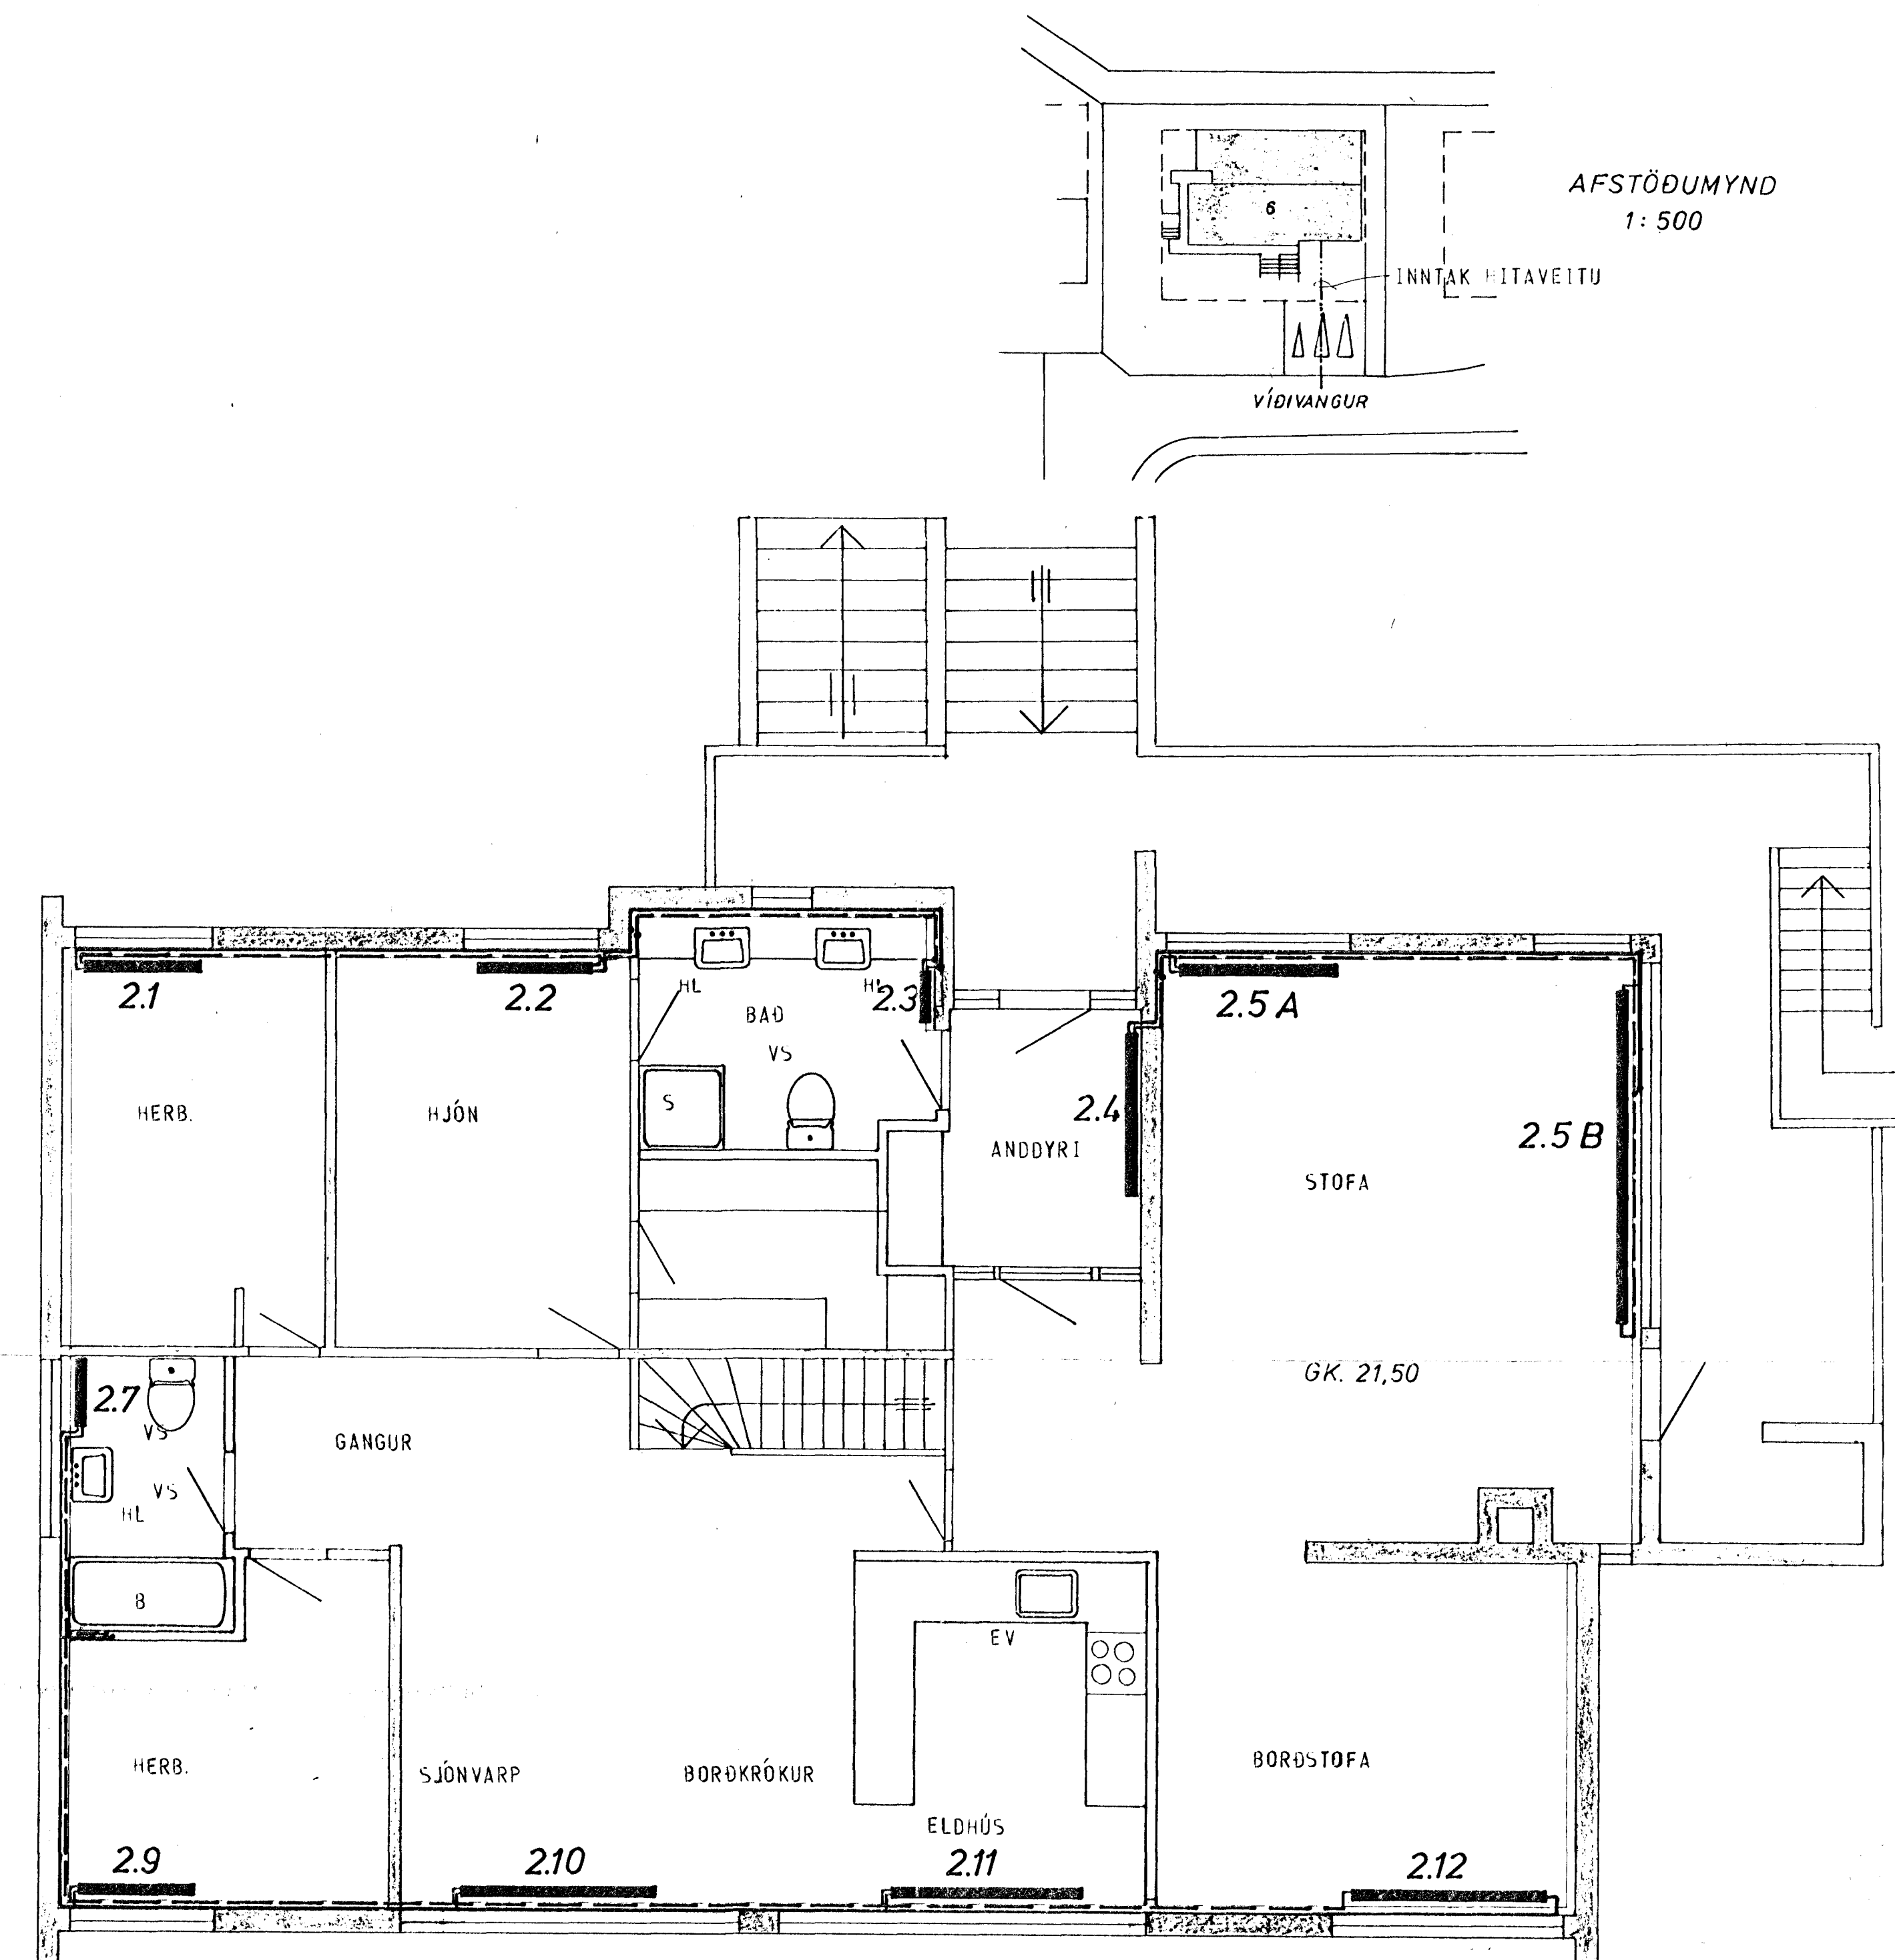 AFSTÖÐUMYND
1: 500
6
INNTAK HITAVEITU
VÍÐIVANGUR
2.1
2.2
HL
HL
2.3
2.5 A
BAÐ
VS
HERB.
HJÓN
S
2.4
ANDDYRI
2.5 B
STOFA
GK. 21,50
2.7
VS
GANGUR
VS
HL
B
EV
HERB.
SJÓNVARP
BORÐKRÓKUR
BORÐSTOFA
ELDHÚS
2.9
2.10
2.11
2.12